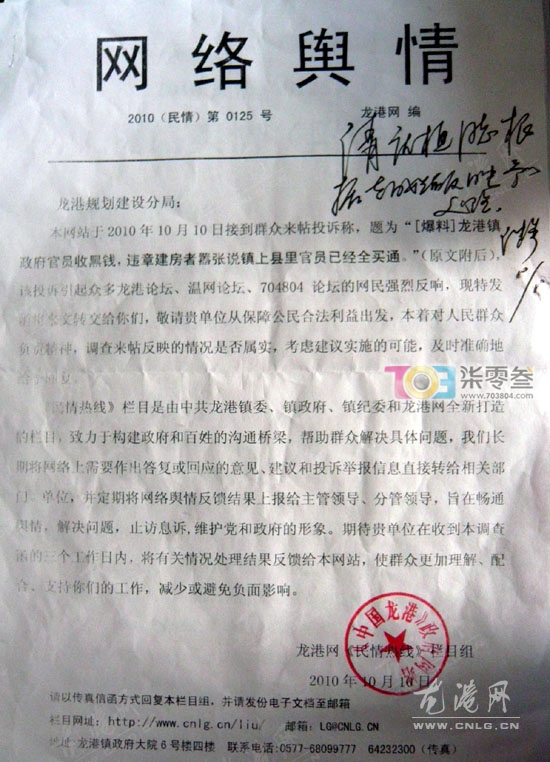 网络舆情
2010（民情）第 0125 号 龙港网 编
龙港规划建设分局：
本网站于 2010 年 10 月 10 日接到群众来帖投诉称，题为“[爆料]龙港镇
政府官员收黑钱，违章建房者嚣张说镇上县里官员已经全买通。”（原文附后），
该投诉引起众多龙港论坛、温网论坛、704804 论坛的网民强烈反响，现特发
来文转交给你们，敬请贵单位从保障公民合法利益出发，本着对人民群众
负责精神，调查来帖反映的情况是否属实，考虑建议实施的可能，及时准确地
给予回复。
703 柒零叁
www.703804.com
《民情热线》栏目是由中共龙港镇委、镇政府、镇纪委和龙港网全新打造
的栏目，致力于构建政府和百姓的沟通桥梁，帮助群众解决具体问题，我们长
期将网络上需要作出答复或回应的意见、建议和投诉举报信息直接转给相关部
门、单位，并定期将网络舆情反馈结果上报给主管领导、分管领导，旨在畅通
舆情，解决问题，止访息诉,维护党和政府的形象。期待贵单位在收到本调查
函的三个工作日内，将有关情况处理结果反馈给本网站，使群众更加理解、配
合、支持你们的工作，减少或避免负面影响。
《中国龙港》政府网站
龙港网《民情热线》栏目组
2010 年 10 月 10 日
请以传真信函方式回复本栏目组，并请发份电子文档至邮箱
栏目网址：http://www.cnlg.cn/liu/ 邮箱：LG@CNLG.CN
地址：龙港镇政府大院 6 号楼四楼 联系电话:0577-68099777 64232300（传真）
龙港网
WWW.CNLG.CN